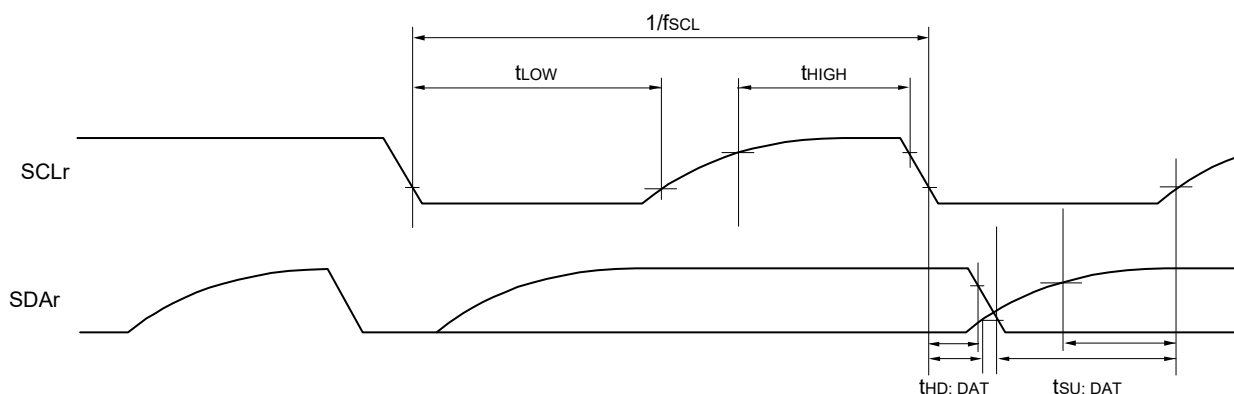 1/fSCL
tLOW
tHIGH
SCLr
SDAr
tHD: DAT
tSU: DAT